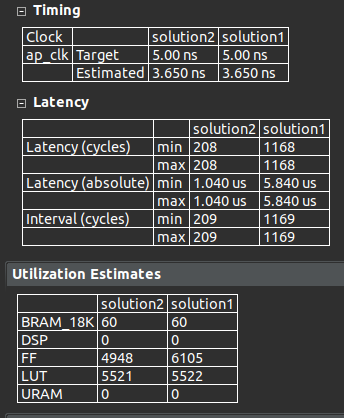 Timing
Clock solution2 solution1
ap_clk Target 5.00 ns 5.00 ns
Estimated 3.650 ns 3.650 ns
Latency
solution2 solution1
Latency (cycles) min 208 1168
max 208 1168
Latency (absolute) min 1.040 us 5.840 us
max 1.040 us 5.840 us
Interval (cycles) min 209 1169
max 209 1169
Utilization Estimates
solution2 solution1
BRAM_18K 60 60
DSP 0 0
FF 4948 6105
LUT 5521 5522
URAM 0 0